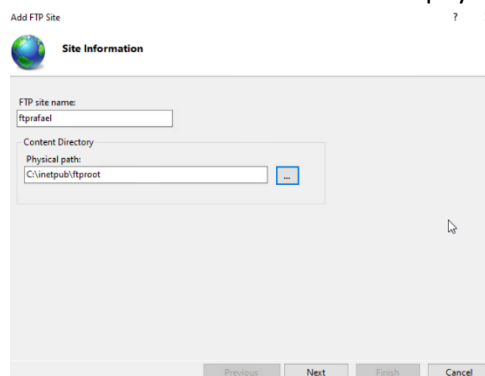 Add FTP Site
?
Site Information
FTP site name:
ftprafael
Content Directory
Physical path:
C:\inetpub\ftproot
...
Previous Next Finish Cancel